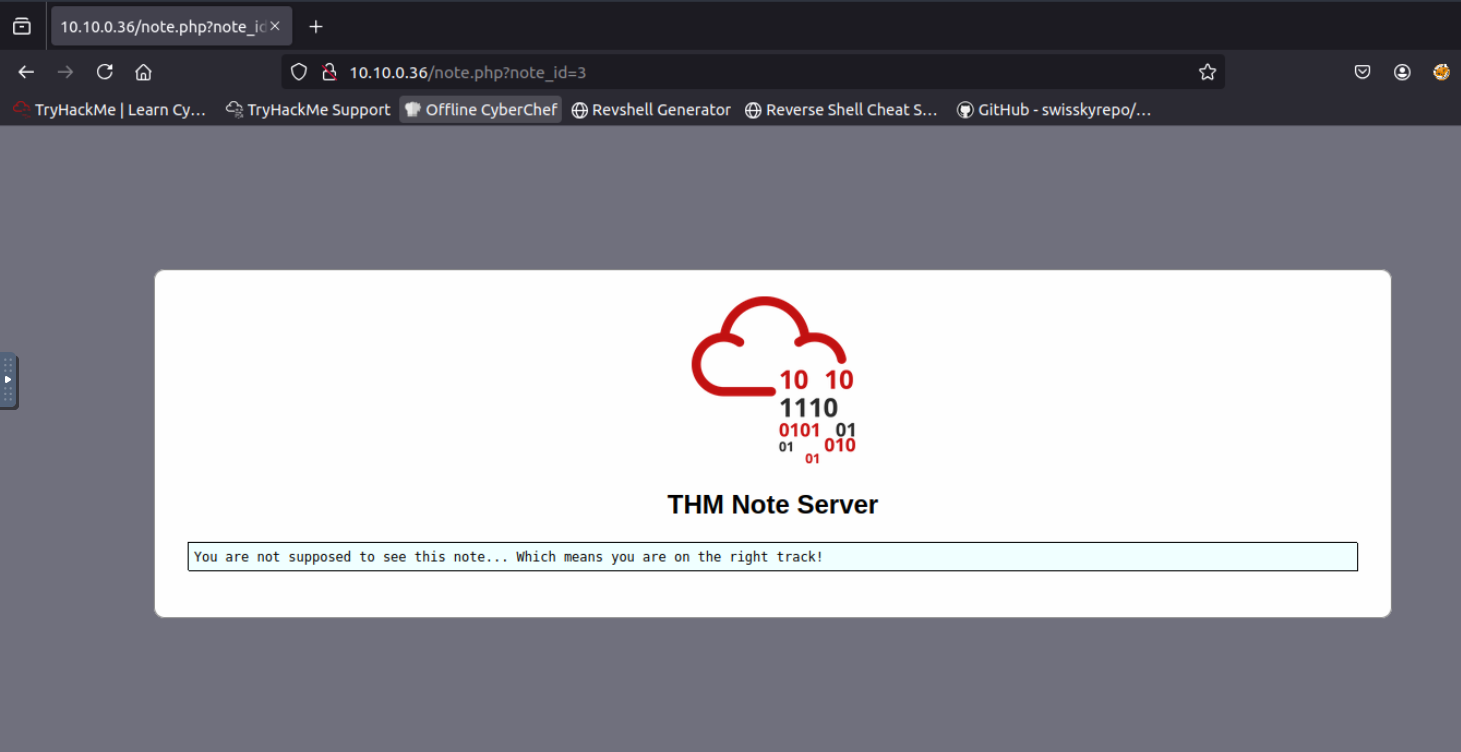 10.10.0.36/note.php?note_id
10.10.0.36/note.php?note_id=3
TryHackMe | Learn Cy... TryHackMe Support Offline CyberChef Revshell Generator Reverse Shell Cheat S... GitHub - swisskyrepo/...
10 10
1110
0101 01
01 010
01
THM Note Server
You are not supposed to see this note... Which means you are on the right track!